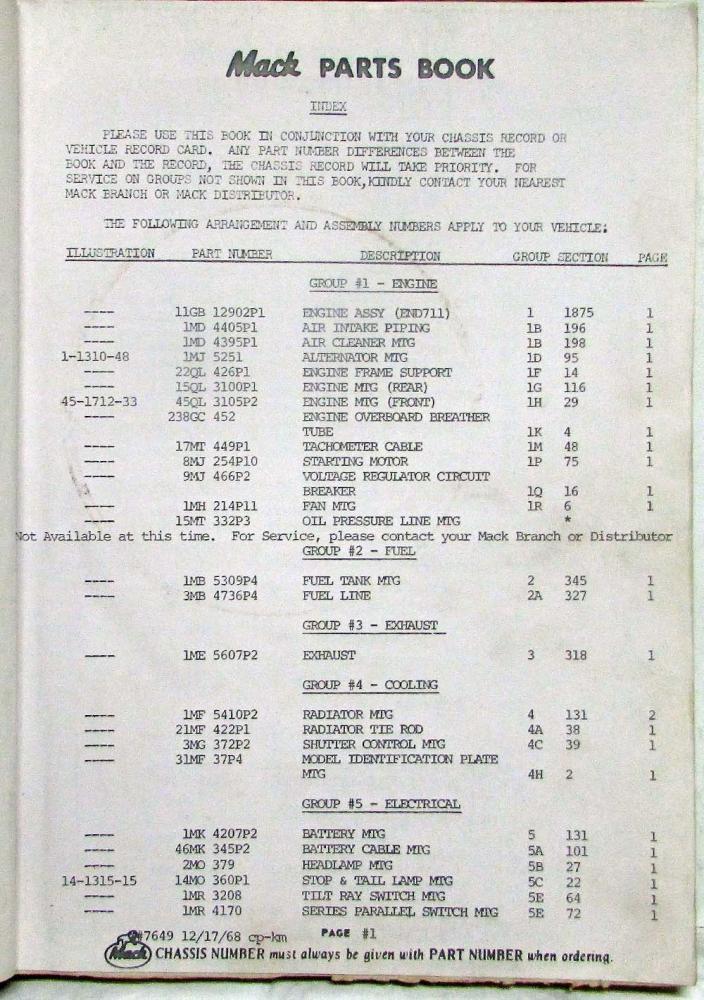 Mack PARTS BOOK
INDEX
PLEASE USE THIS BOOK IN CONJUNCTION WITH YOUR CHASSIS RECORD OR
VEHICLE RECORD CARD. ANY PART NUMBER DIFFERENCES BETWEEN THE
BOOK AND THE RECORD, THE CHASSIS RECORD WILL TAKE PRIORITY. FOR
SERVICE ON GROUPS NOT SHOWN IN THIS BOOK,KINDLY CONTACT YOUR NEAREST
MACK BRANCH OR MACK DISTRIBUTOR.
THE FOLLOWING ARRANGEMENT AND ASSEMBLY NUMBERS APPLY TO YOUR VEHICLE;
ILLUSTRATION PART NUMBER DESCRIPTION GROUP SECTION PAGE
GROUP #1 - ENGINE
---- 11GB 12902P1 ENGINE ASSY (END711) 1 1875 1
---- 1MD 4405P1 AIR INTAKE PIPING 1B 196 1
---- 1MD 4395P1 AIR CLEANER MTG 1B 198 1
1-1310-48 1MJ 5251 ALTERNATOR MTG 1D 95 1
---- 22QL 426P1 ENGINE FRAME SUPPORT 1F 14 1
---- 15QL 3100P1 ENGINE MTG (REAR) 1G 116 1
45-1712-33 45QL 3105P2 ENGINE MTG (FRONT) 1H 29 1
---- 238GC 452 ENGINE OVERBOARD BREATHER
TUBE 1K 4 1
---- 17MT 449P1 TACHOMETER CABLE 1M 48 1
---- 8MJ 254P10 STARTING MOTOR 1P 75 1
---- 9MJ 466P2 VOLTAGE REGULATOR CIRCUIT
BREAKER 1Q 16 1
---- 1MH 214P11 FAN MTG 1R 6 1
---- 15MT 332P3 OIL PRESSURE LINE MTG *
Not Available at this time. For Service, please contact your Mack Branch or Distributor
GROUP #2 - FUEL
---- 1MB 5309P4 FUEL TANK MTG 2 345 1
---- 3MB 4736P4 FUEL LINE 2A 327 1
GROUP #3 - EXHAUST
---- 1ME 5607P2 EXHAUST 3 318 1
GROUP #4 - COOLING
---- 1MF 5410P2 RADIATOR MTG 4 131 2
---- 21MF 422P1 RADIATOR TIE ROD 4A 38 1
---- 3MG 372P2 SHUTTER CONTROL MTG 4C 39 1
---- 31MF 37P4 MODEL IDENTIFICATION PLATE
MTG 4H 2 1
GROUP #5 - ELECTRICAL
---- 1MK 4207P2 BATTERY MTG 5 131 1
---- 46MK 345P2 BATTERY CABLE MTG 5A 101 1
---- 2MO 379 HEADLAMP MTG 5B 27 1
14-1315-15 14MO 360P1 STOP & TAIL LAMP MTG 5C 22 1
---- 1MR 3208 TILT RAY SWITCH MTG 5E 64 1
---- 1MR 4170 SERIES PARALLEL SWITCH MTG 5E 72 1
#7649 12/17/68 cp-km PAGE #1
Mack CHASSIS NUMBER must always be given with PART NUMBER when ordering.